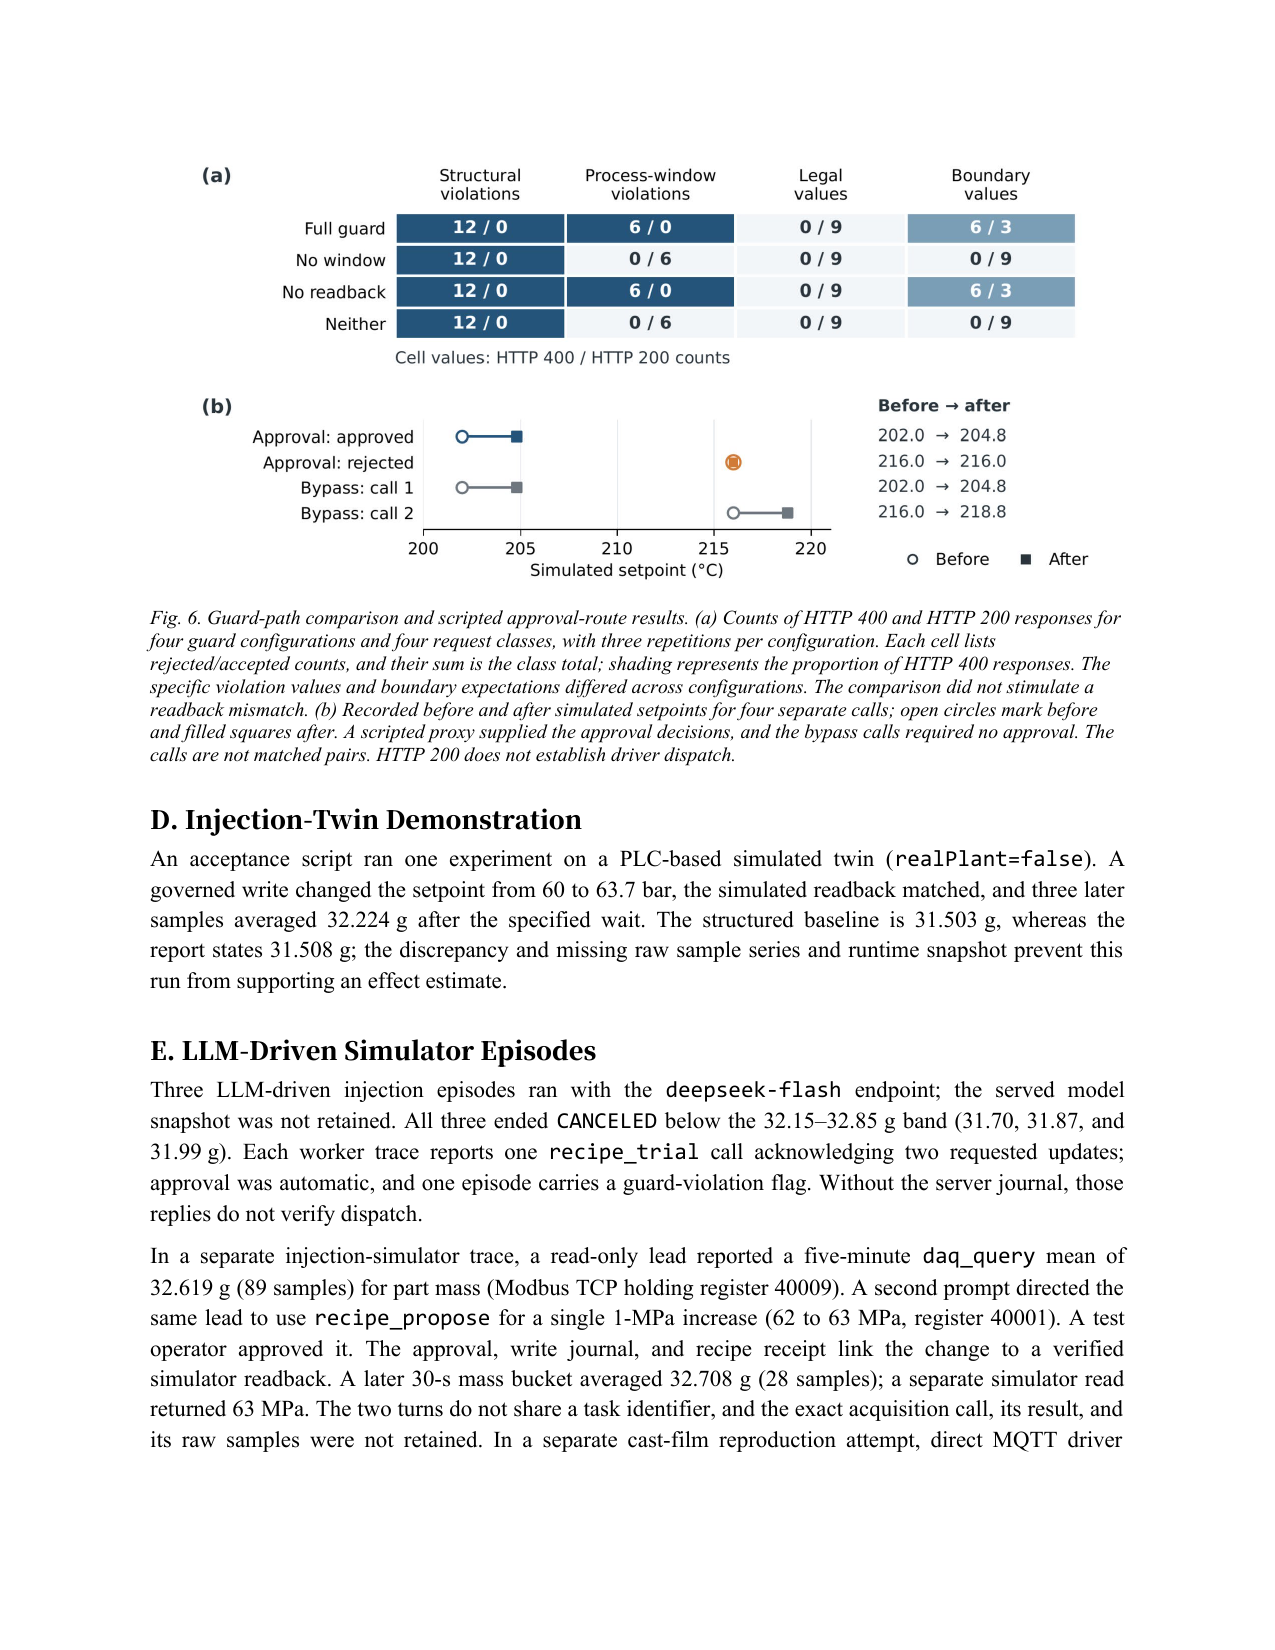 (a)
Structural violations
Process-window violations
Legal values
Boundary values
Full guard 12 / 0 6 / 0 0 / 9 6 / 3
No window 12 / 0 0 / 6 0 / 9 0 / 9
No readback 12 / 0 6 / 0 0 / 9 6 / 3
Neither 12 / 0 0 / 6 0 / 9 0 / 9
Cell values: HTTP 400 / HTTP 200 counts
(b)
Before → after
Approval: approved 202.0 → 204.8
Approval: rejected 216.0 → 216.0
Bypass: call 1 202.0 → 204.8
Bypass: call 2 216.0 → 218.8
200 205 210 215 220
Simulated setpoint (°C)
Before After
Fig. 6. Guard-path comparison and scripted approval-route results. (a) Counts of HTTP 400 and HTTP 200 responses for
four guard configurations and four request classes, with three repetitions per configuration. Each cell lists
rejected/accepted counts, and their sum is the class total; shading represents the proportion of HTTP 400 responses. The
specific violation values and boundary expectations differed across configurations. The comparison did not stimulate a
readback mismatch. (b) Recorded before and after simulated setpoints for four separate calls; open circles mark before
and filled squares after. A scripted proxy supplied the approval decisions, and the bypass calls required no approval. The
calls are not matched pairs. HTTP 200 does not establish driver dispatch.
D. Injection-Twin Demonstration
An acceptance script ran one experiment on a PLC-based simulated twin (realPlant=false). A
governed write changed the setpoint from 60 to 63.7 bar, the simulated readback matched, and three later
samples averaged 32.224 g after the specified wait. The structured baseline is 31.503 g, whereas the
report states 31.508 g; the discrepancy and missing raw sample series and runtime snapshot prevent this
run from supporting an effect estimate.
E. LLM-Driven Simulator Episodes
Three LLM-driven injection episodes ran with the deepseek-flash endpoint; the served model
snapshot was not retained. All three ended CANCELED below the 32.15–32.85 g band (31.70, 31.87, and
31.99 g). Each worker trace reports one recipe_trial call acknowledging two requested updates;
approval was automatic, and one episode carries a guard-violation flag. Without the server journal, those
replies do not verify dispatch.
In a separate injection-simulator trace, a read-only lead reported a five-minute daq_query mean of
32.619 g (89 samples) for part mass (Modbus TCP holding register 40009). A second prompt directed the
same lead to use recipe_propose for a single 1-MPa increase (62 to 63 MPa, register 40001). A test
operator approved it. The approval, write journal, and recipe receipt link the change to a verified
simulator readback. A later 30-s mass bucket averaged 32.708 g (28 samples); a separate simulator read
returned 63 MPa. The two turns do not share a task identifier, and the exact acquisition call, its result, and
its raw samples were not retained. In a separate cast-film reproduction attempt, direct MQTT driver